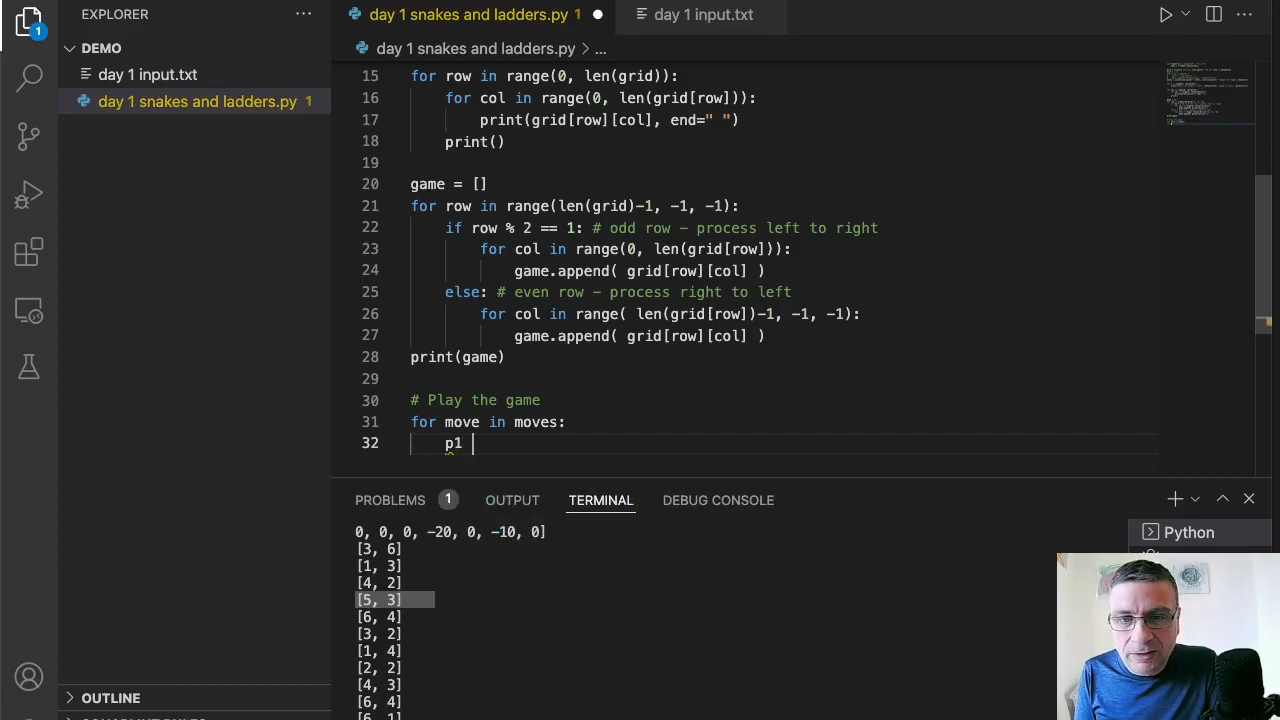 EXPLORER
day 1 snakes and ladders.py 1
day 1 input.txt
1
DEMO
day 1 snakes and ladders.py > ...
day 1 input.txt
day 1 snakes and ladders.py 1
15 for row in range(0, len(grid)):
16 for col in range(0, len(grid[row])):
17 print(grid[row][col], end=" ")
18 print()
19
20 game = []
21 for row in range(len(grid)-1, -1, -1):
22 if row % 2 == 1: # odd row – process left to right
23 for col in range(0, len(grid[row])):
24 game.append( grid[row][col] )
25 else: # even row – process right to left
26 for col in range( len(grid[row])-1, -1, -1):
27 game.append( grid[row][col] )
28 print(game)
29
30 # Play the game
31 for move in moves:
32 p1
PROBLEMS 1 OUTPUT TERMINAL DEBUG CONSOLE
0, 0, 0, -20, 0, -10, 0]
Python
[3, 6]
[1, 3]
[4, 2]
[5, 3]
[6, 4]
[3, 2]
[1, 4]
[2, 2]
[4, 3]
[6, 4]
[6, 1]
OUTLINE